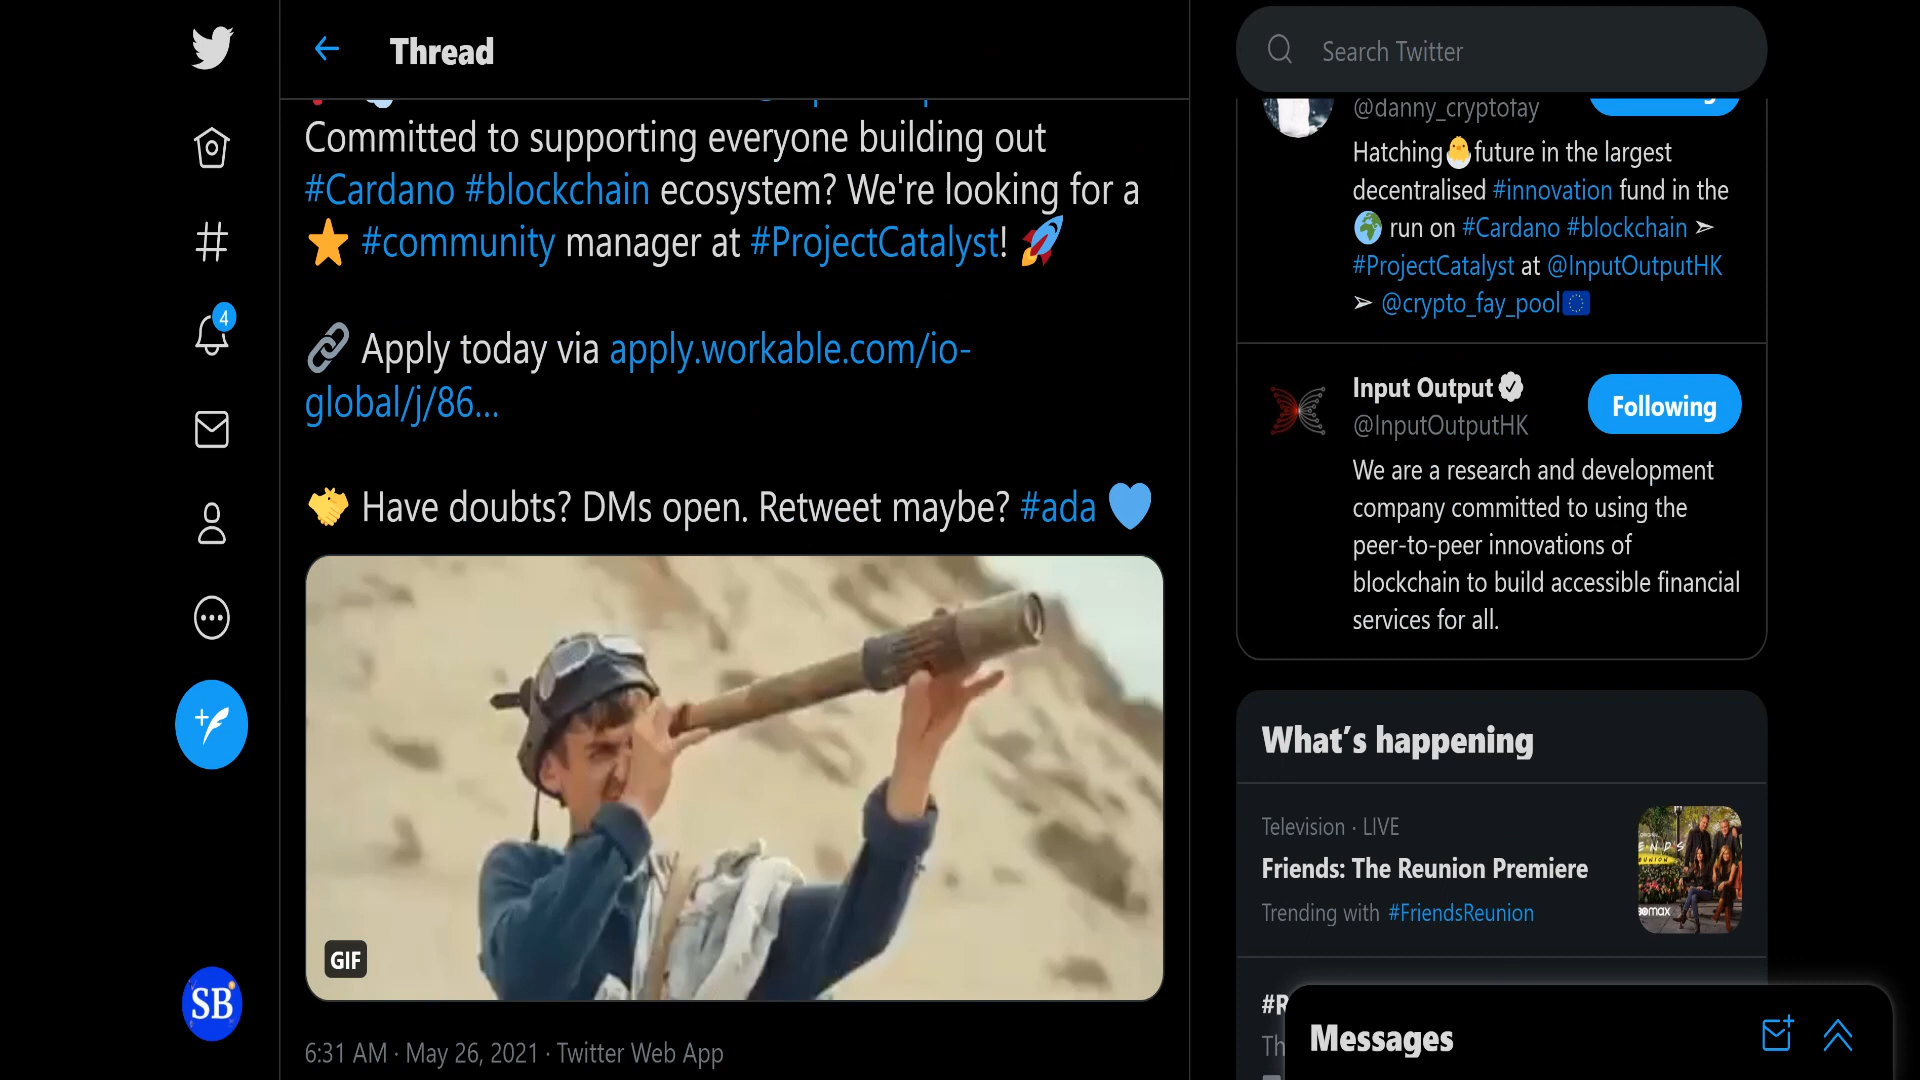 Thread
Committed to supporting everyone building out
#Cardano #blockchain ecosystem? We're looking for a
⭐ #community manager at #ProjectCatalyst! 🚀
🔗 Apply today via apply.workable.com/io-
global/j/86...
🤝 Have doubts? DMs open. Retweet maybe? #ada 💙
GIF
6:31 AM · May 26, 2021 · Twitter Web App
4
SB
Search Twitter
@danny_cryptofay
Hatching🐣future in the largest
decentralised #innovation fund in the
🌍 run on #Cardano #blockchain ➣
#ProjectCatalyst at @InputOutputHK
➣ @crypto_fay_pool🇪🇺
Input Output
@InputOutputHK
Following
We are a research and development
company committed to using the
peer-to-peer innovations of
blockchain to build accessible financial
services for all.
What's happening
Television · LIVE
Friends: The Reunion Premiere
Trending with #FriendsReunion
Messages